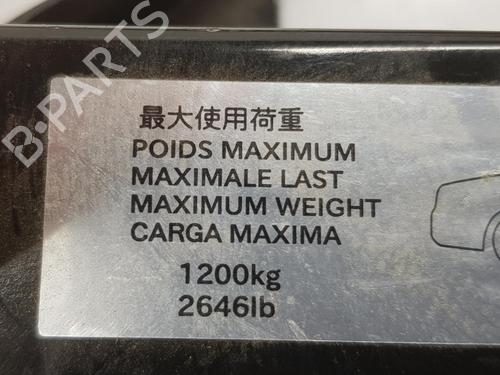 最大使用荷重
POIDS MAXIMUM
MAXIMALE LAST
MAXIMUM WEIGHT
CARGA MAXIMA
1200kg
2646lb
B-PARTS